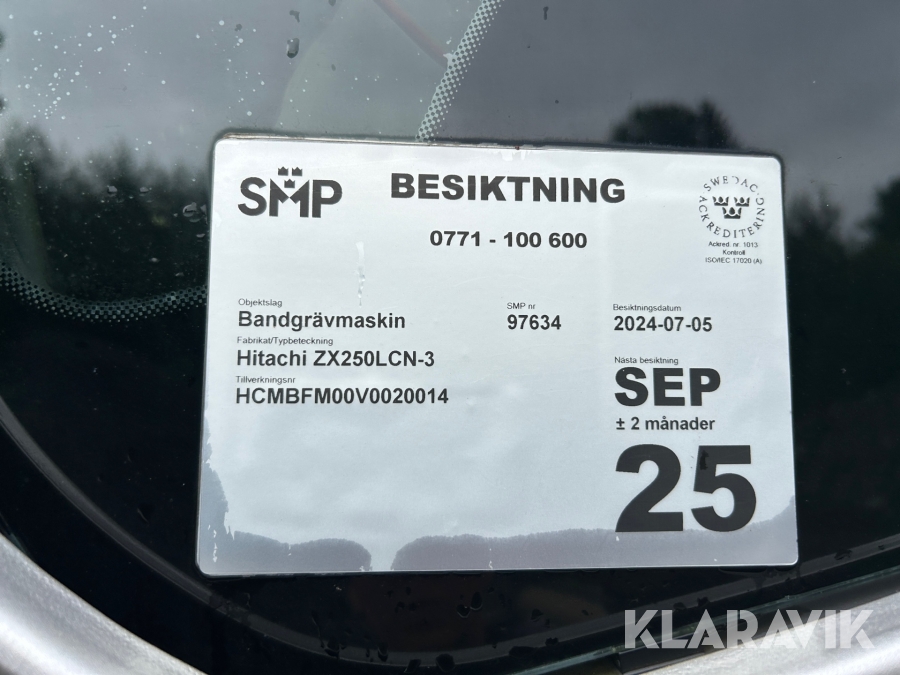 SMP
BESIKTNING
0771 - 100 600
SWEDAC
ACKREDITERING
Ackred. nr. 1013
Kontroll
ISO/IEC 17020 (A)
Objektslag
Bandgrävmaskin
SMP nr
97634
Besiktningsdatum
2024-07-05
Fabrikat/Typbeteckning
Hitachi ZX250LCN-3
Tillverkningsnr
HCMBFM00V0020014
Nästa besiktning
SEP
± 2 månader
25
KLARAVIK